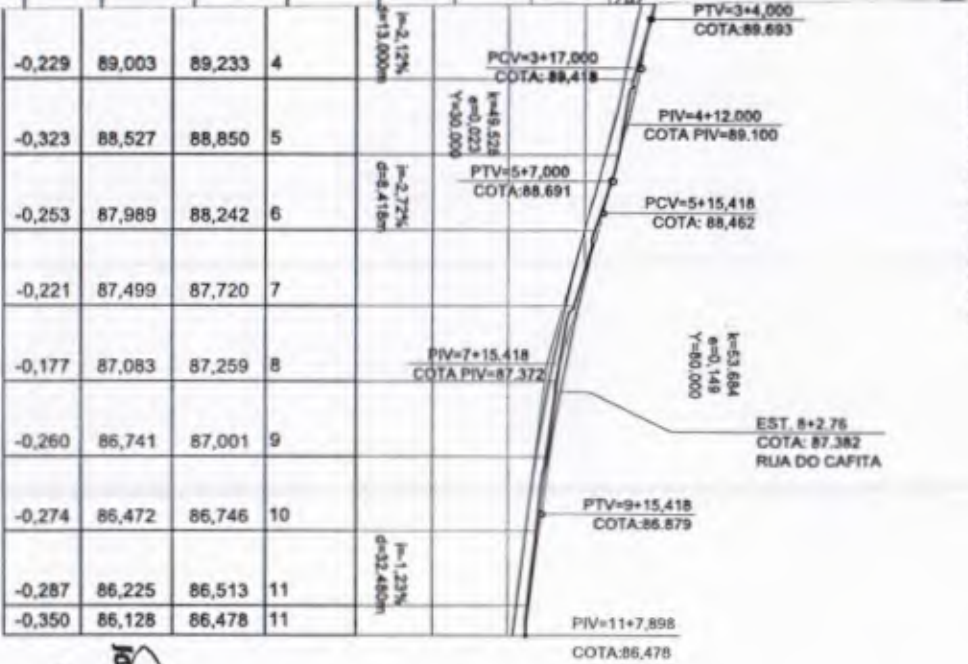 PTV=3+4,000
COTA:89.693
i=-2,12%
d=13.000m
-0,229 89,003 89,233 4
PCV=3+17,000
COTA: 89,418
k=49.528
e=0,023
Y=30.000
PIV=4+12.000
COTA PIV=89.100
-0,323 88,527 88,850 5
PTV=5+7,000
COTA:88.691
i=-2,72%
d=8,418m
PCV=5+15,418
COTA: 88,462
-0,253 87,989 88,242 6
-0,221 87,499 87,720 7
k=53.684
e=0,149
Y=80.000
PIV=7+15.418
COTA PIV=87.372
-0,177 87,083 87,259 8
EST. 8+2.76
COTA: 87.382
RUA DO CAFITA
-0,260 86,741 87,001 9
PTV=9+15,418
COTA:86.879
-0,274 86,472 86,746 10
i=-1,23%
d=32.480m
-0,287 86,225 86,513 11
-0,350 86,128 86,478 11
PIV=11+7,898
COTA:86,478